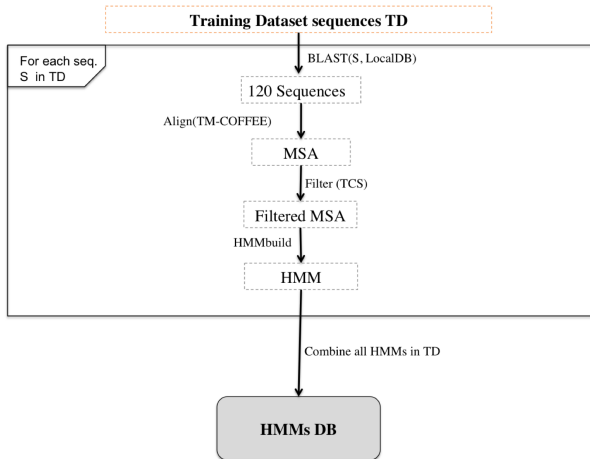 Training Dataset sequences TD
For each seq.
S in TD
BLAST(S, LocalDB)
120 Sequences
Align(TM-COFFEE)
MSA
Filter (TCS)
Filtered MSA
HMMbuild
HMM
Combine all HMMs in TD
HMMs DB